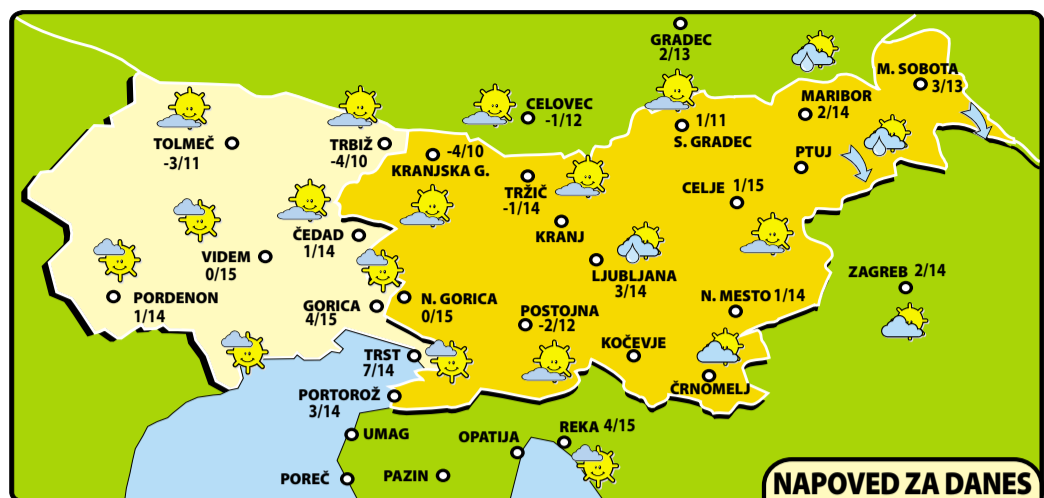 GRADEC
2/13
M. SOBOTA
3/13
MARIBOR
2/14
CELOVEC
-1/12
1/11
S. GRADEC
TOLMEČ
-3/11
TRBIŽ
-4/10
-4/10
KRANJSKA G.
PTUJ
TRŽIČ
-1/14
CELJE 1/15
KRANJ
ČEDAD
1/14
VIDEM
0/15
LJUBLJANA
3/14
ZAGREB 2/14
PORDENON
1/14
GORICA
4/15
N. GORICA
0/15
N. MESTO 1/14
POSTOJNA
-2/12
KOČEVJE
TRST
7/14
ČRNOMELJ
PORTOROŽ
3/14
UMAG
OPATIJA
REKA 4/15
POREČ
PAZIN
NAPOVED ZA DANES